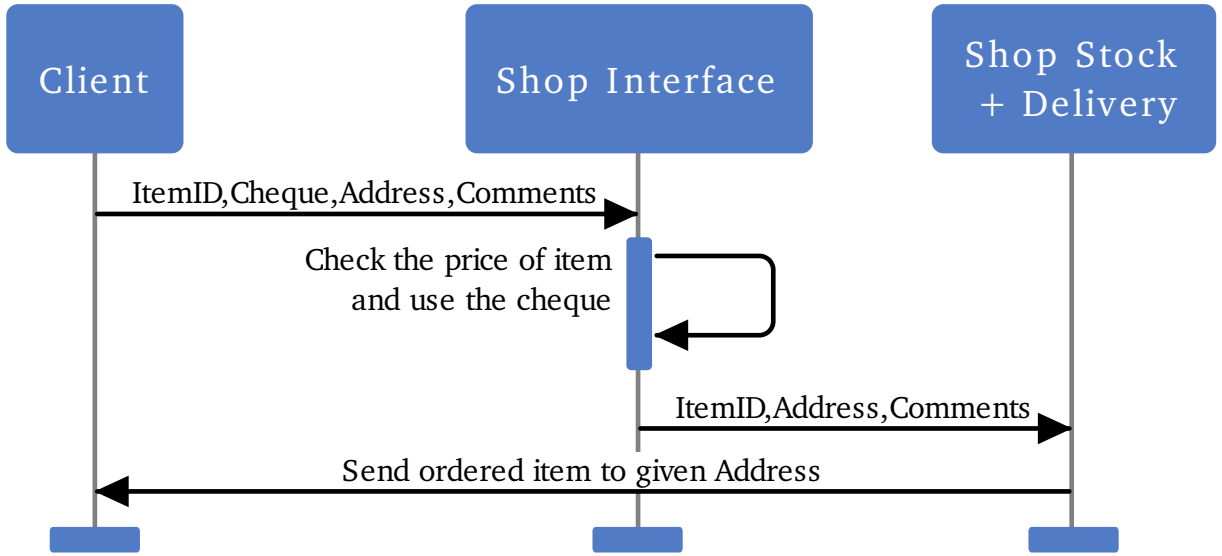 Client
Shop Interface
Shop Stock
+ Delivery
ItemID,Cheque,Address,Comments
Check the price of item
and use the cheque
ItemID,Address,Comments
Send ordered item to given Address